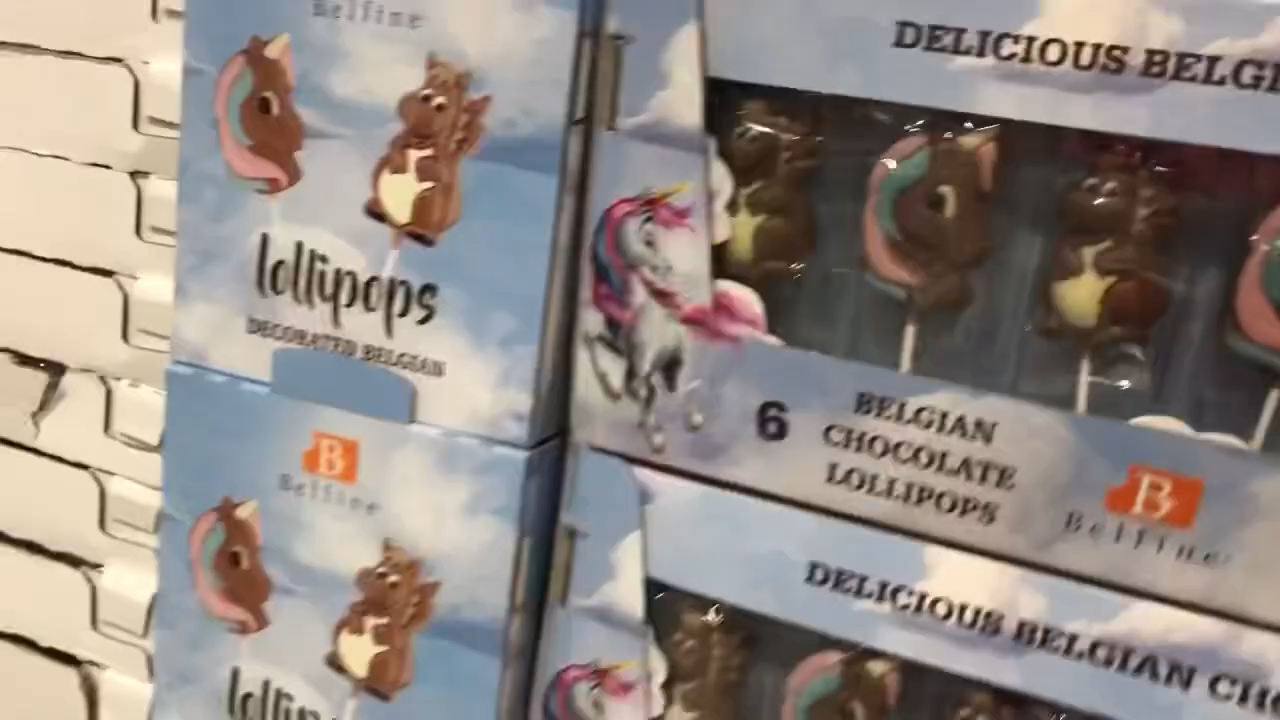 Belfine
lollipops
DECORATED BELGIAN
B
Belfine
DELICIOUS BELGI
6
BELGIAN
CHOCOLATE
LOLLIPOPS
B
Belfine
DELICIOUS BELGIAN CHO